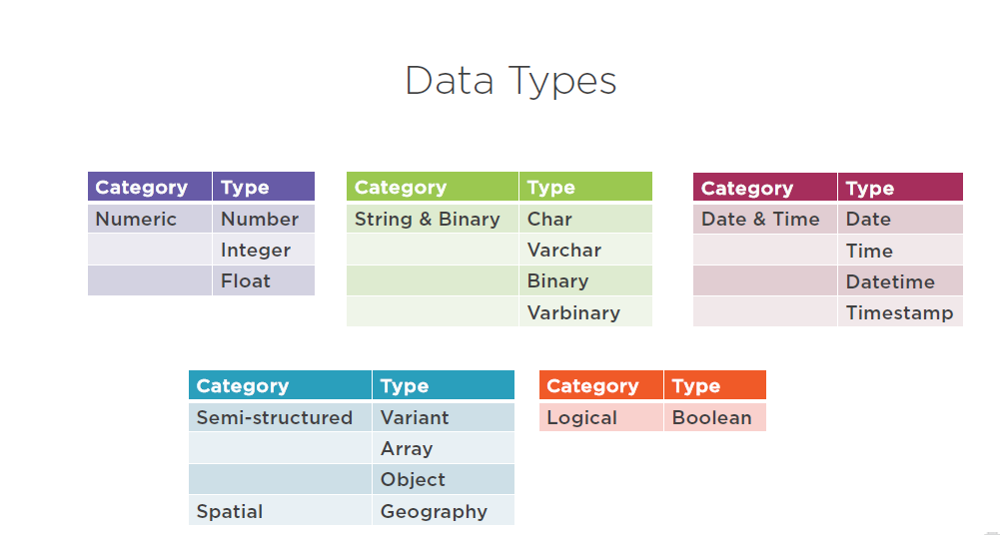 Data Types
Category Type
Numeric Number
Integer
Float
Category Type
String & Binary Char
Varchar
Binary
Varbinary
Category Type
Date & Time Date
Time
Datetime
Timestamp
Category Type
Semi-structured Variant
Array
Object
Spatial Geography
Category Type
Logical Boolean